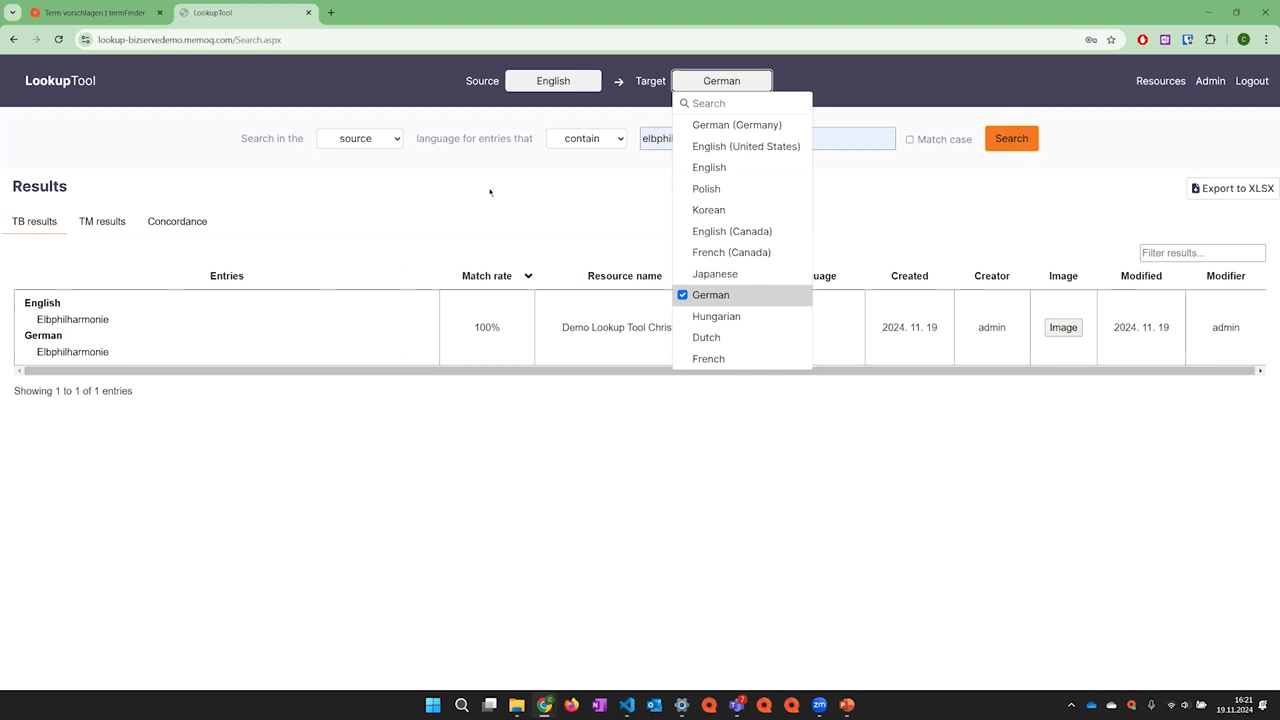 Term vorschlagen | termFinder
LookupTool
lookup-bizservedemo.memoq.com/Search.aspx
LookupTool
Source
English
Target
German
Resources
Admin
Logout
Search
German (Germany)
English (United States)
English
Polish
Korean
English (Canada)
French (Canada)
Japanese
German
Hungarian
Dutch
French
Search in the
source
language for entries that
contain
elbphil
Match case
Search
Results
Export to XLSX
TB results
TM results
Concordance
Filter results...
Entries
Match rate
Resource name
Created
Creator
Image
Modified
Modifier
English
Elbphilharmonie
German
Elbphilharmonie
100%
Demo Lookup Tool Chris
2024. 11. 19
admin
Image
2024. 11. 19
admin
Showing 1 to 1 of 1 entries
16:21
19.11.2024